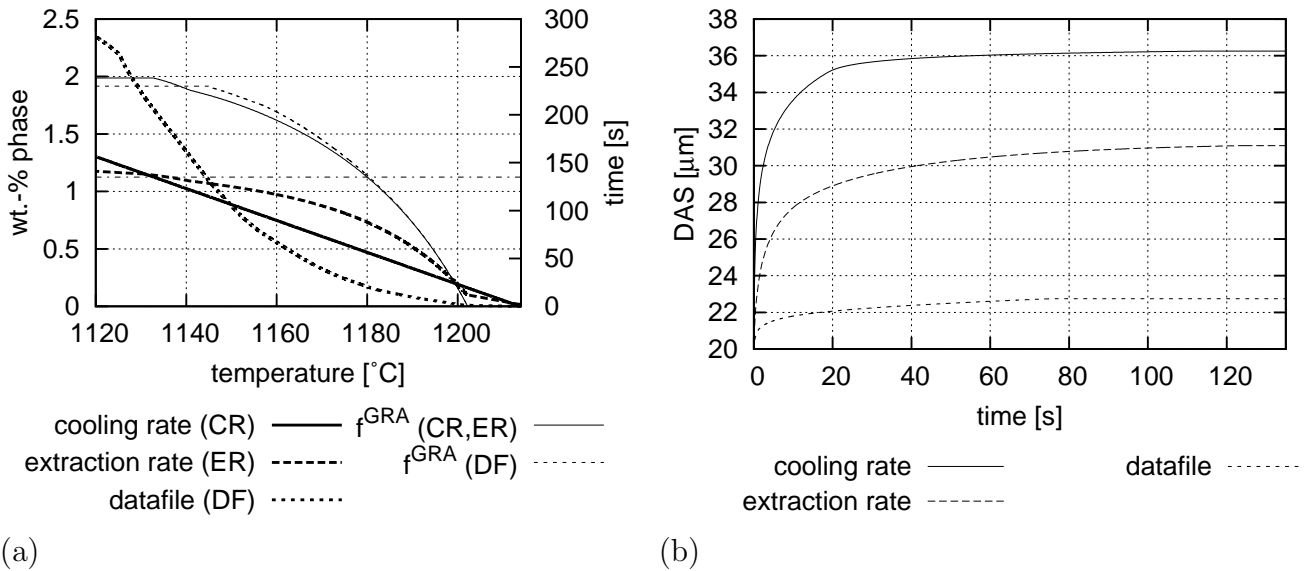 2.5
2
1.5
1
0.5
0
wt.-% phase
300
250
200
150
100
50
0
time [s]
1120 1140 1160 1180 1200
temperature [˚C]
cooling rate (CR)
extraction rate (ER)
datafile (DF)
f^GRA (CR,ER)
f^GRA (DF)
(a)
38
36
34
32
30
28
26
24
22
20
DAS [µm]
0 20 40 60 80 100 120
time [s]
cooling rate
extraction rate
datafile
(b)